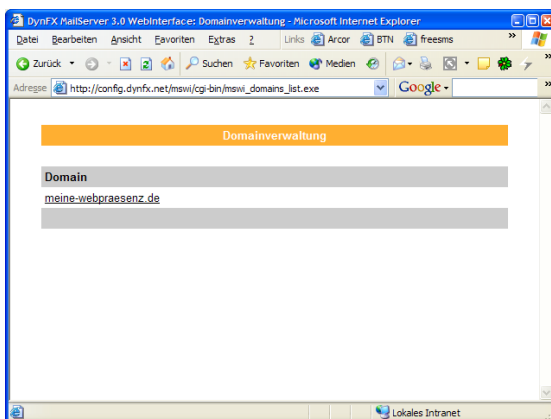 DynFX MailServer 3.0 WebInterface: Domainverwaltung - Microsoft Internet Explorer
Datei Bearbeiten Ansicht Favoriten Extras ? Links Arcor BTN freesms »
Zurück Suchen Favoriten Medien »
Adresse http://config.dynfx.net/mswi/cgi-bin/mswi_domains_list.exe Google »
Domainverwaltung
Domain
meine-webpraesenz.de
Lokales Intranet